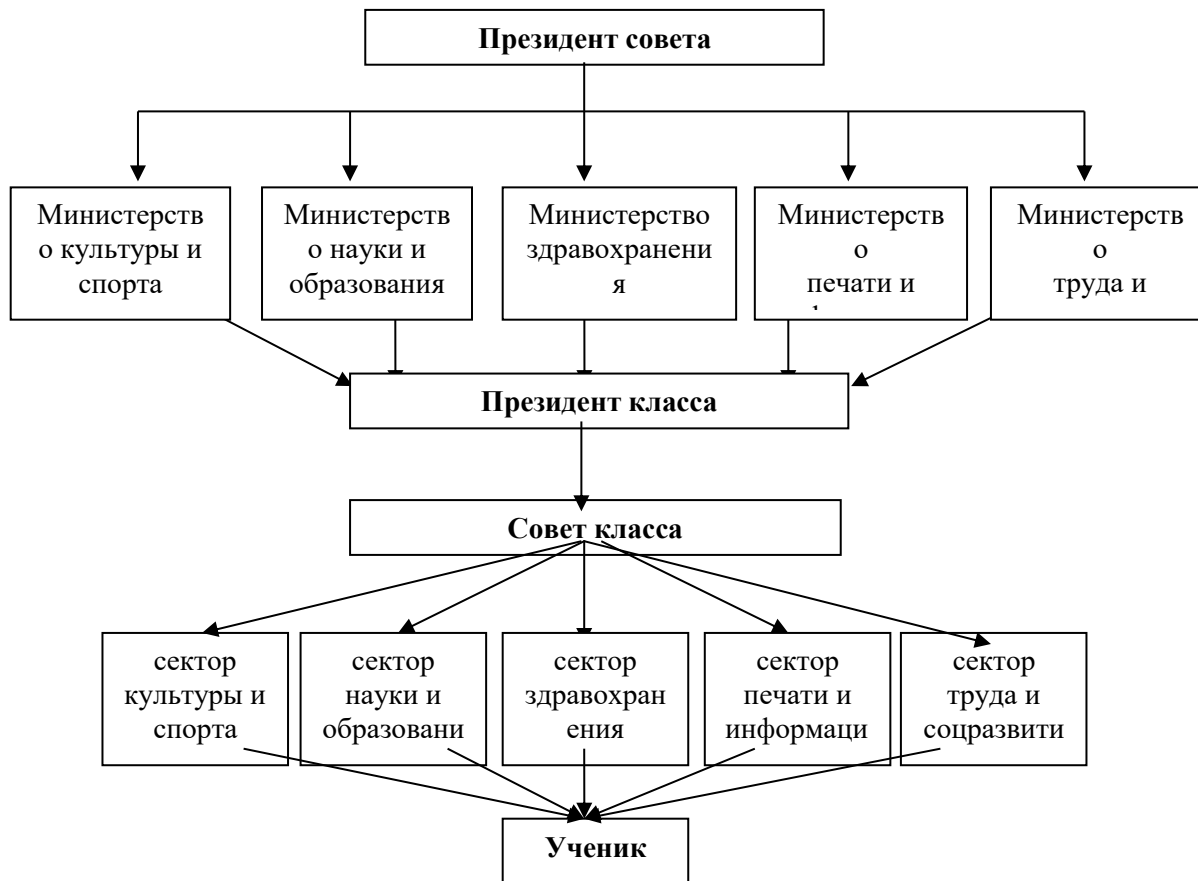 Президент совета
Министерств
о культуры и
спорта
Министерств
о науки и
образования
Министерство
здравохранени
я
Министерств
о
печати и
Министерств
о
труда и
Президент класса
Совет класса
сектор
культуры и
спорта
сектор
науки и
образовани
сектор
здравохран
ения
сектор
печати и
информаци
сектор
труда и
соцразвити
Ученик